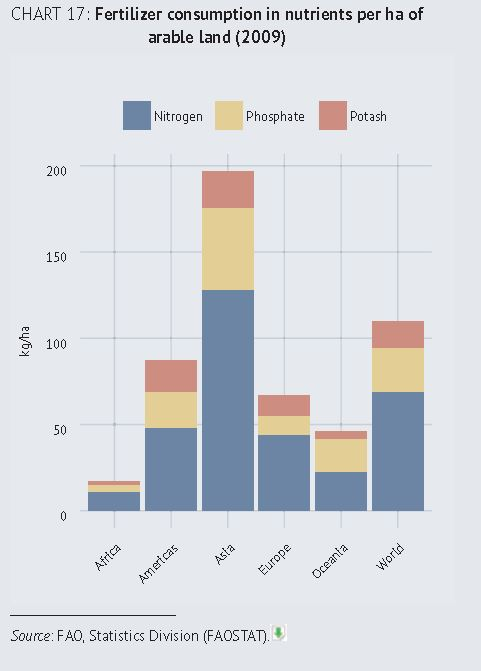 CHART 17: Fertilizer consumption in nutrients per ha of
arable land (2009)
Nitrogen Phosphate Potash
200
150
100
50
0
kg/ha
Africa Americas Asia Europe Oceania World
Source: FAO, Statistics Division (FAOSTAT).